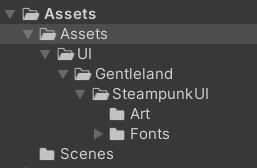 Assets
Assets
UI
Gentleland
SteampunkUI
Art
Fonts
Scenes